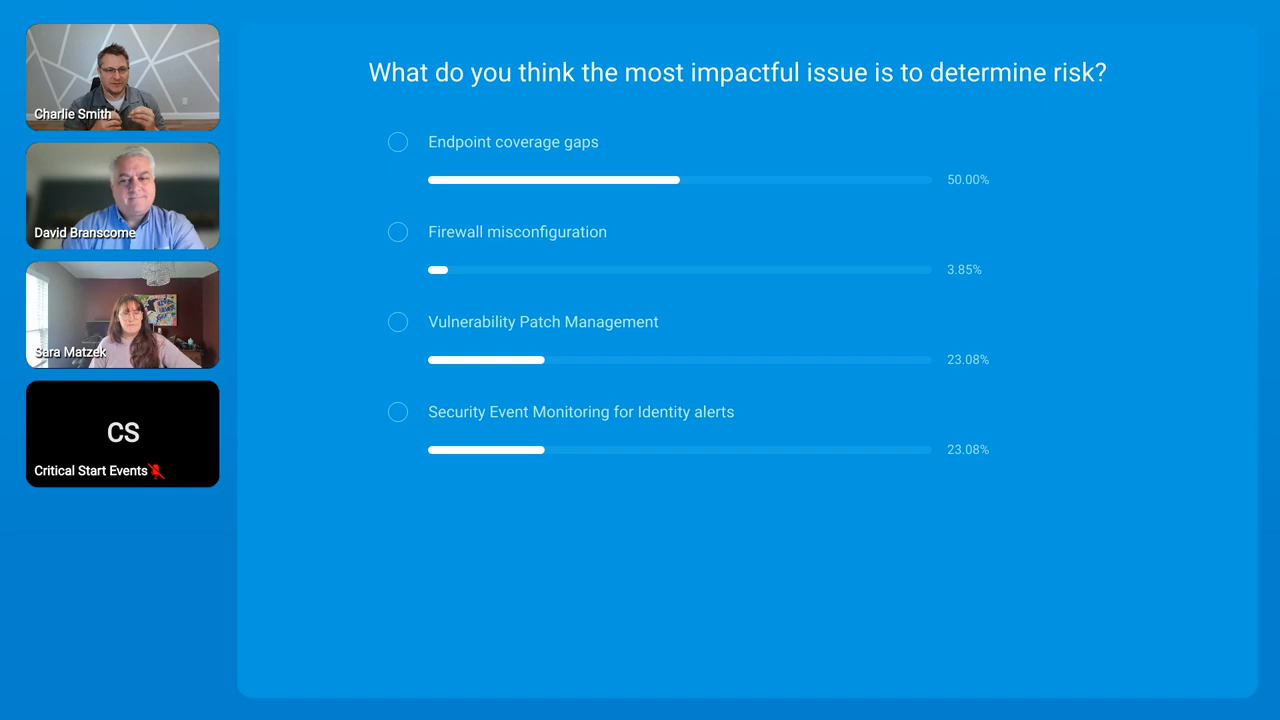 Charlie Smith
David Branscome
Sara Matzek
CS
Critical Start Events
What do you think the most impactful issue is to determine risk?
Endpoint coverage gaps
50.00%
Firewall misconfiguration
3.85%
Vulnerability Patch Management
23.08%
Security Event Monitoring for Identity alerts
23.08%